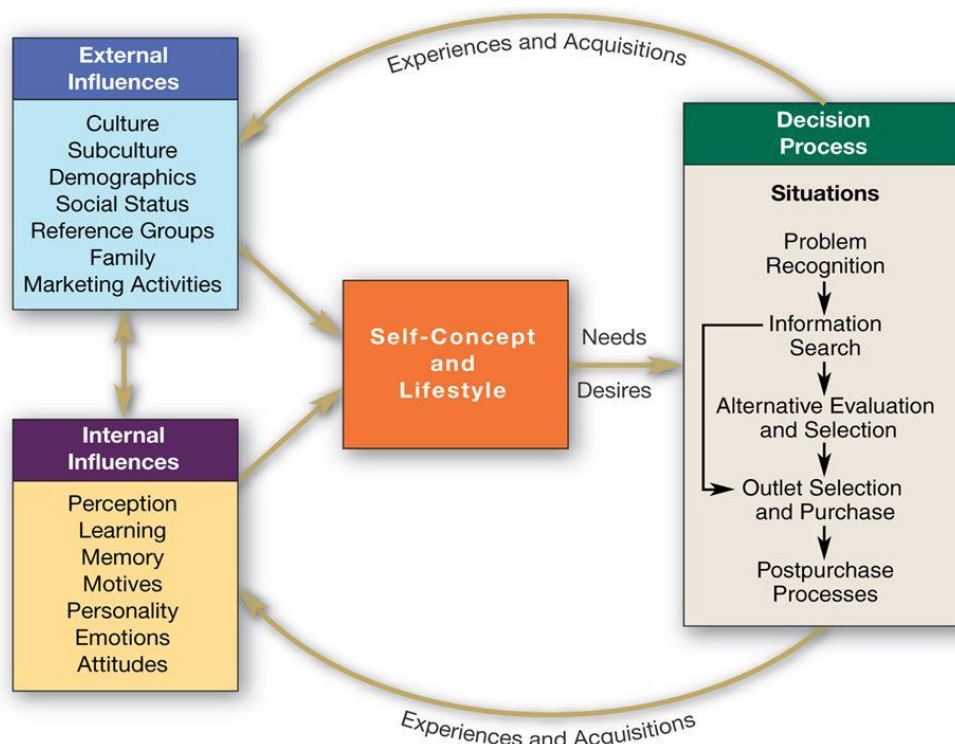 External
Influences
Culture
Subculture
Demographics
Social Status
Reference Groups
Family
Marketing Activities
Internal
Influences
Perception
Learning
Memory
Motives
Personality
Emotions
Attitudes
Self-Concept
and
Lifestyle
Needs
Desires
Experiences and Acquisitions
Decision
Process
Situations
Problem
Recognition
Information
Search
Alternative Evaluation
and Selection
Outlet Selection
and Purchase
Postpurchase
Processes
Experiences and Acquisitions